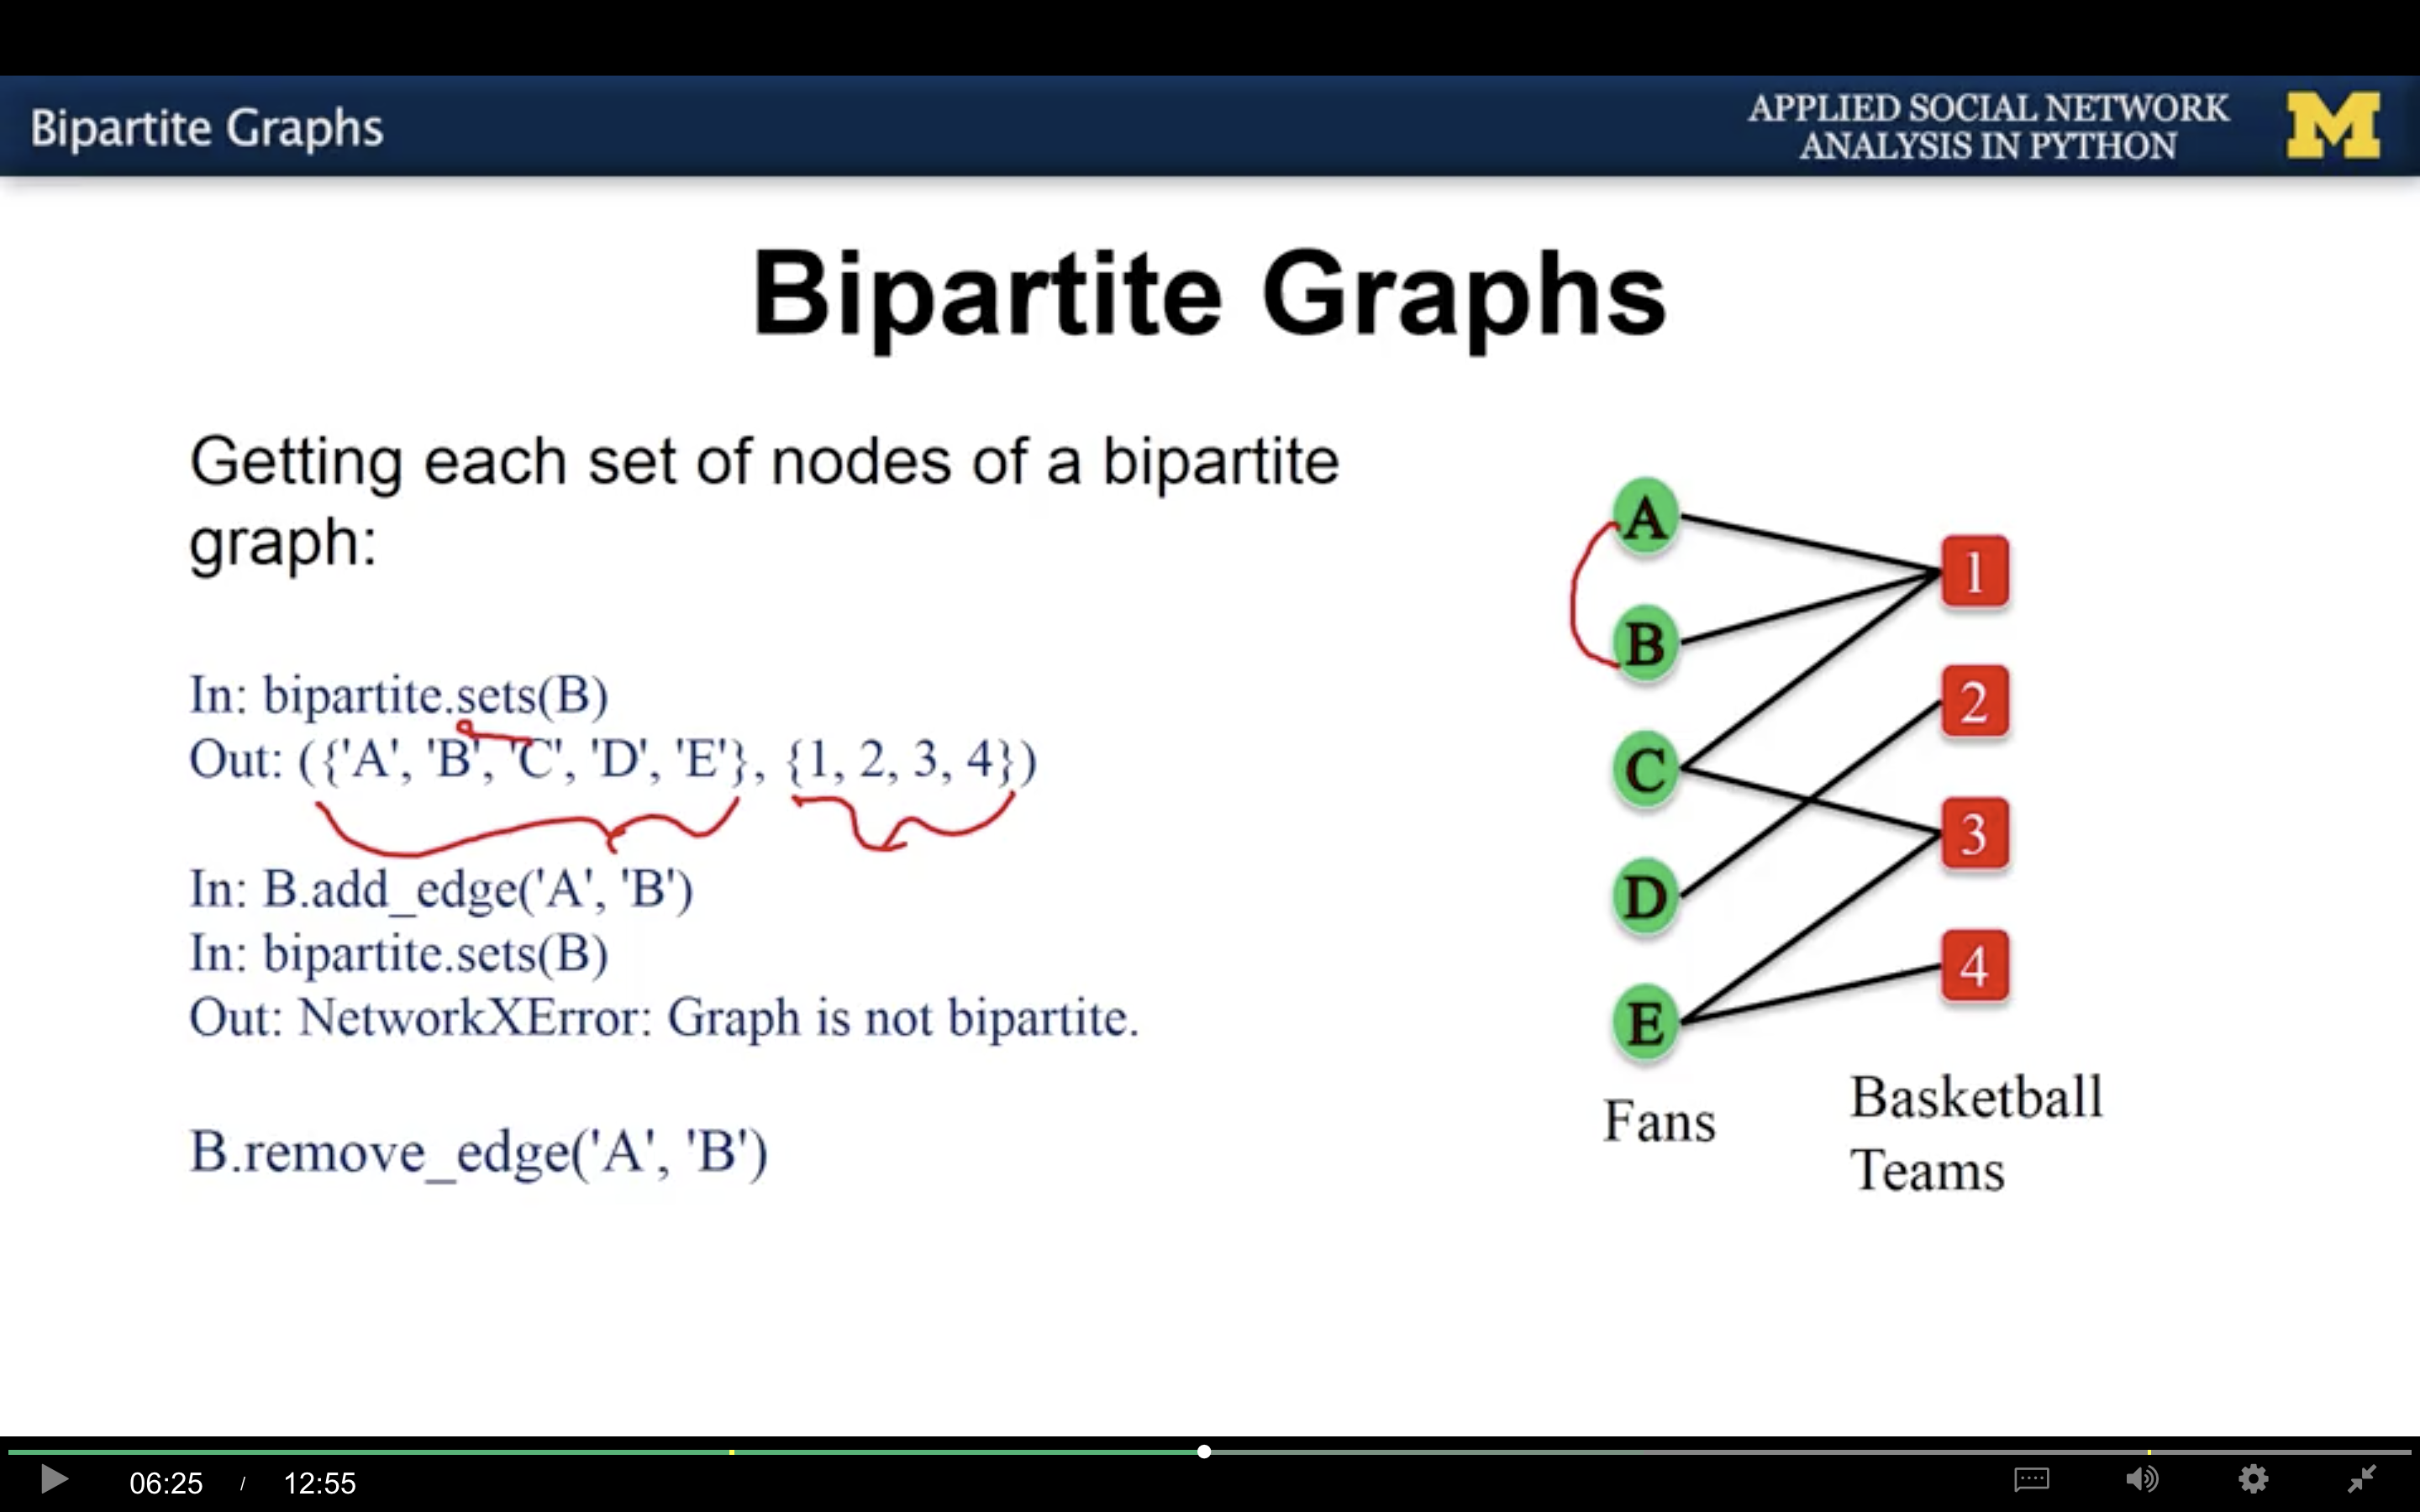 Bipartite Graphs
APPLIED SOCIAL NETWORK
ANALYSIS IN PYTHON
M
Bipartite Graphs
Getting each set of nodes of a bipartite
graph:
In: bipartite.sets(B)
Out: ({'A', 'B', 'C', 'D', 'E'}, {1, 2, 3, 4})
In: B.add_edge('A', 'B')
In: bipartite.sets(B)
Out: NetworkXError: Graph is not bipartite.
B.remove_edge('A', 'B')
A
1
B
2
C
3
D
4
E
Fans
Basketball
Teams
06:25 / 12:55